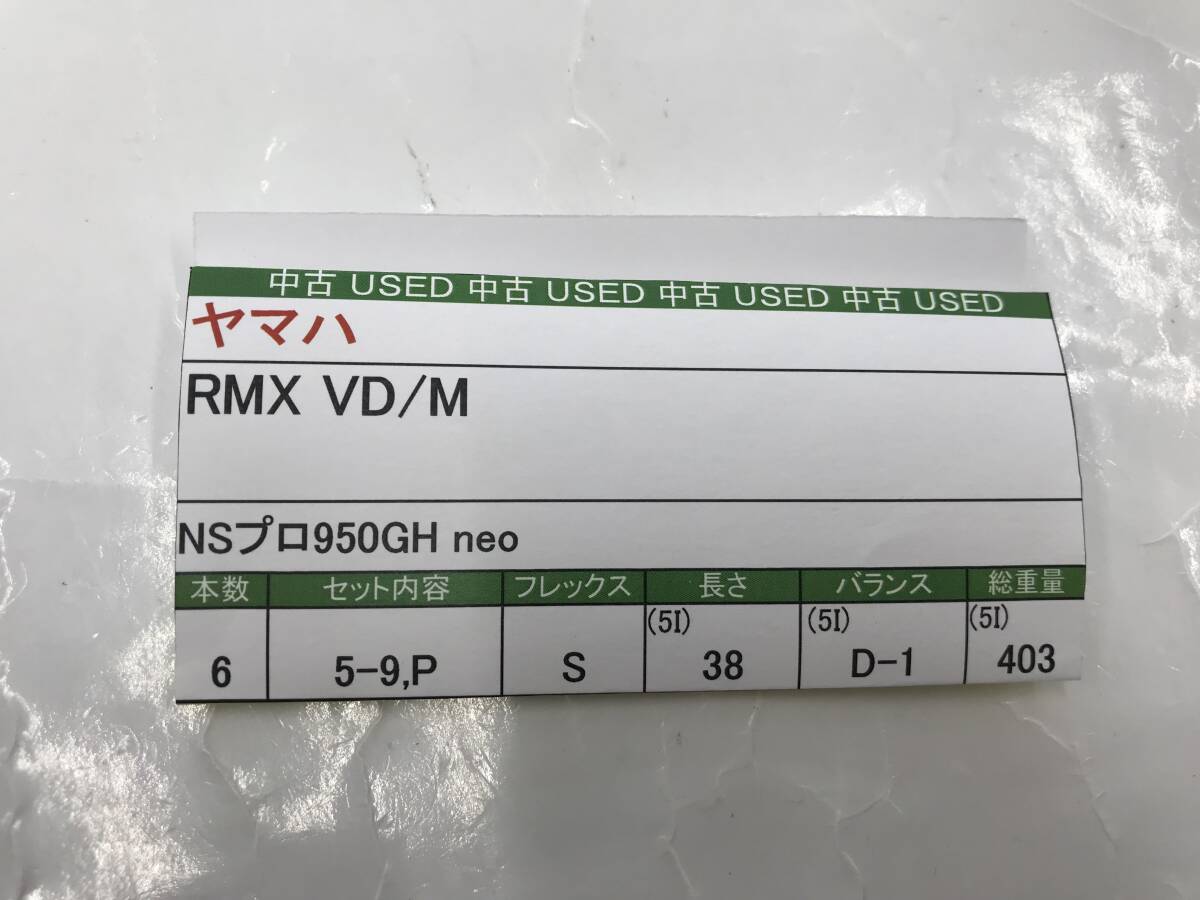 中古 USED 中古 USED 中古 USED 中古 USED
ヤマハ
RMX VD/M
NSプロ950GH neo
本数 セット内容 フレックス 長さ バランス 総重量
(5I) (5I) (5I)
6 5-9,P S 38 D-1 403